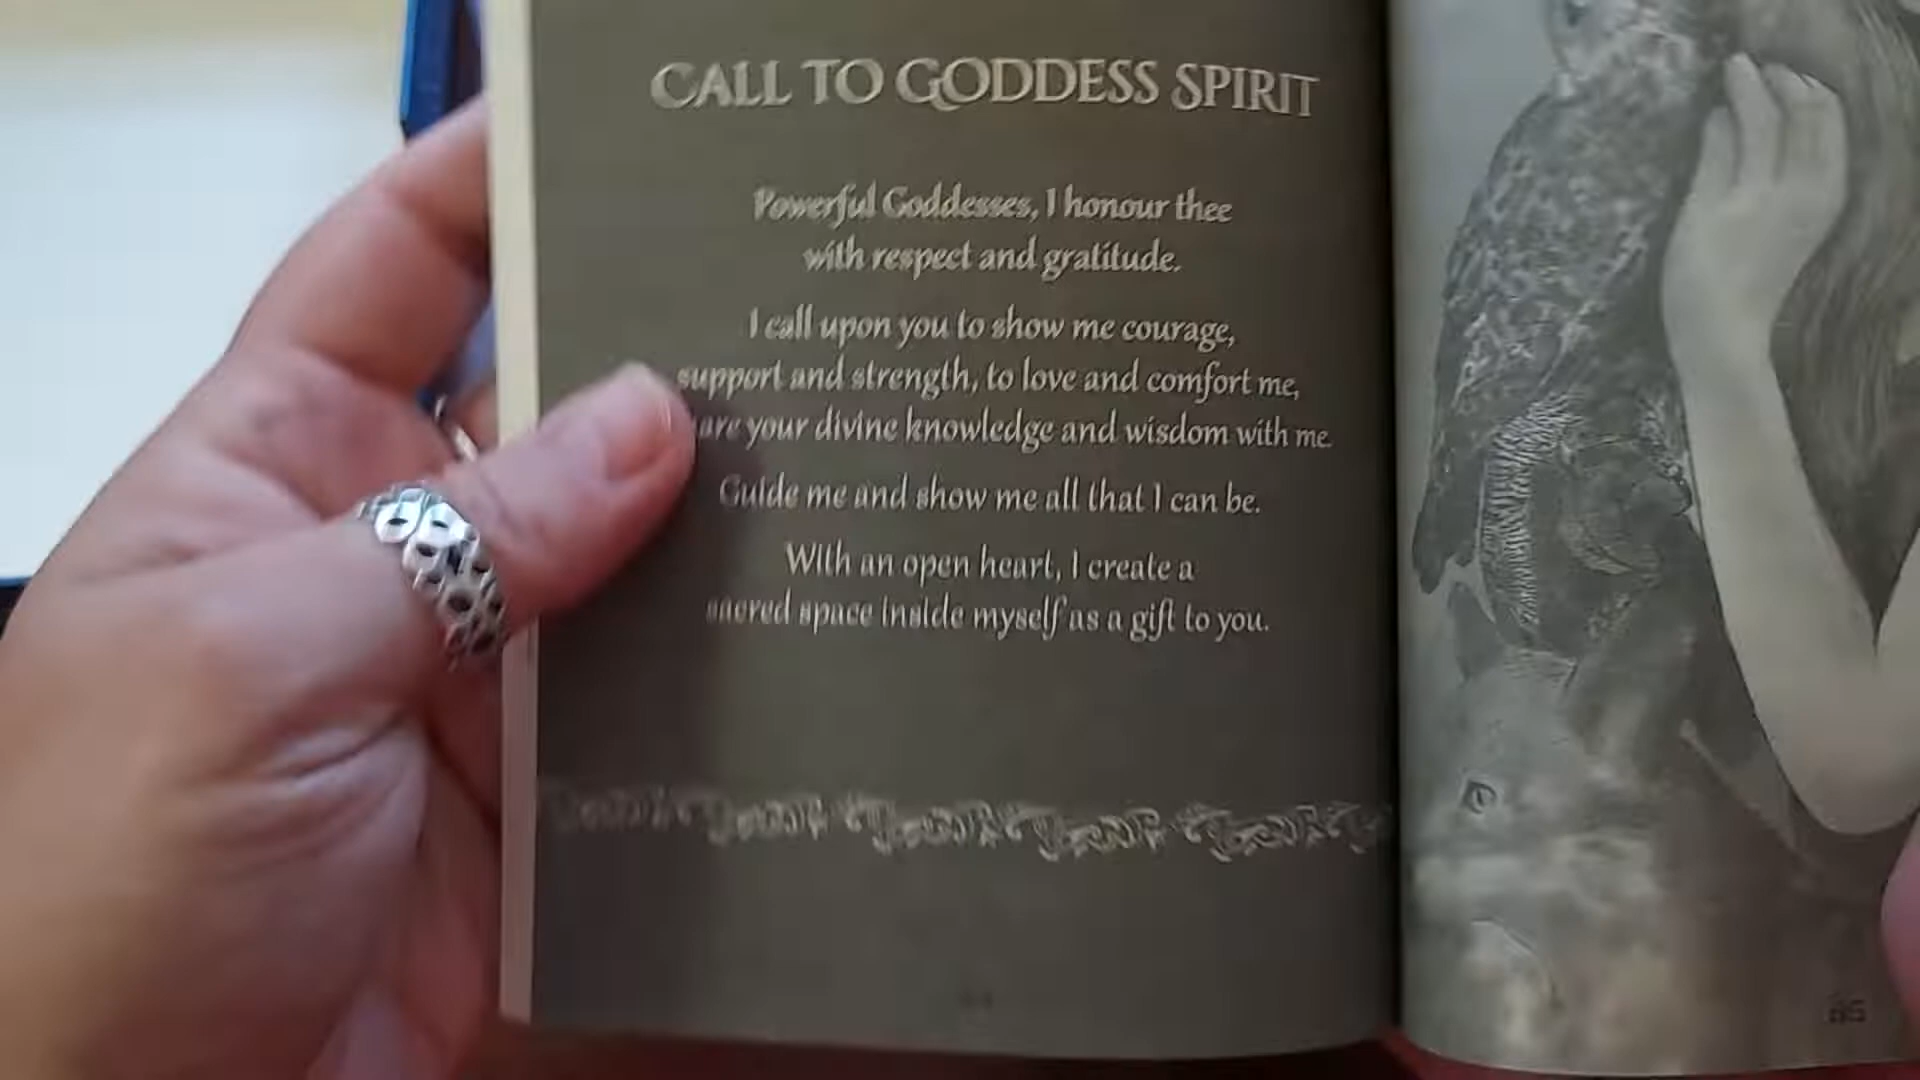 CALL TO GODDESS SPIRIT
Powerful Goddesses, I honour thee
with respect and gratitude.
I call upon you to show me courage,
support and strength, to love and comfort me,
your divine knowledge and wisdom with me.
Guide me and show me all that I can be.
With an open heart, I create a
sacred space inside myself as a gift to you.
85